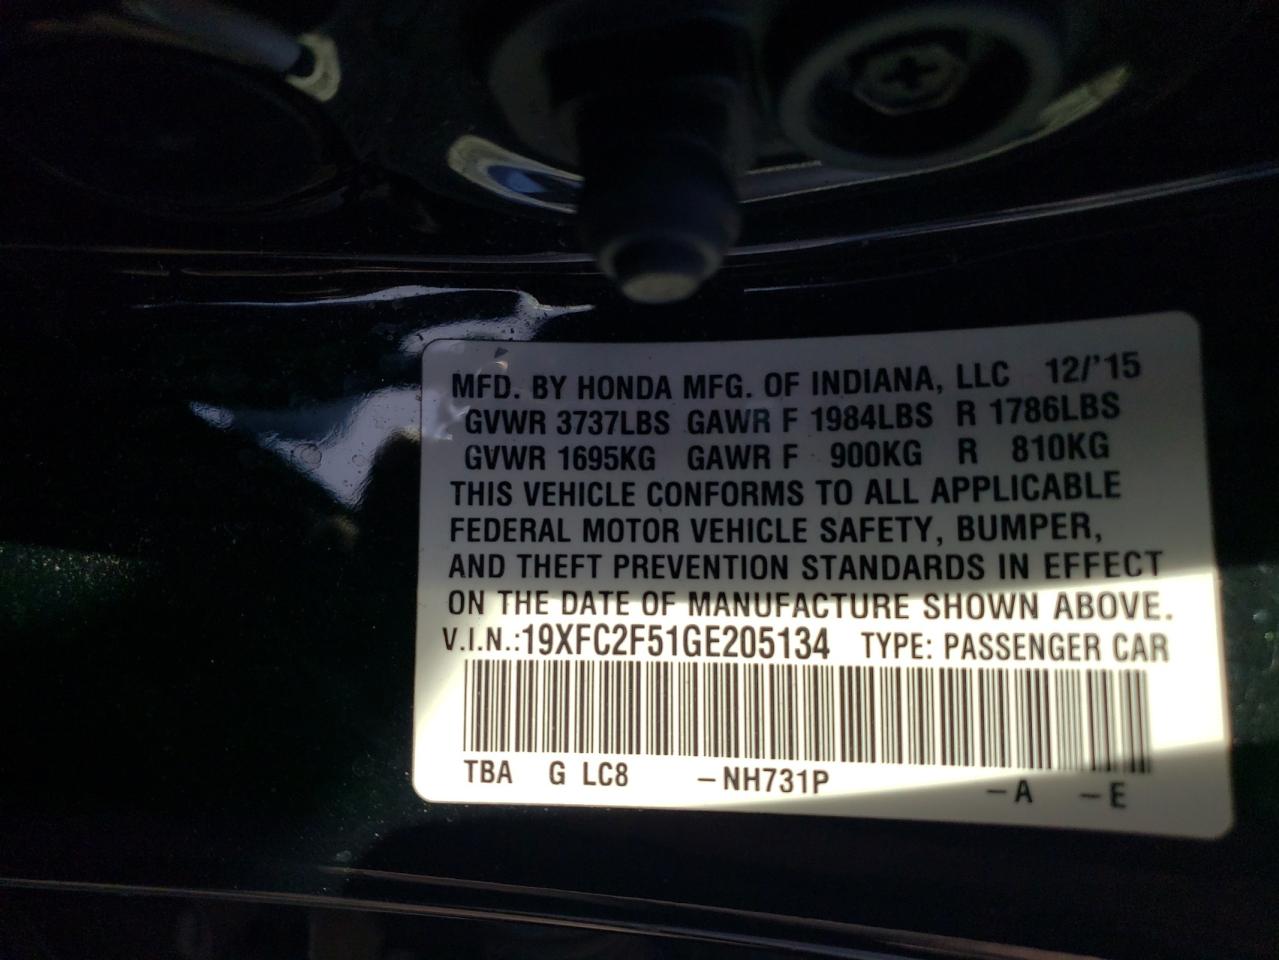 MFD. BY HONDA MFG. OF INDIANA, LLC 12/'15
GVWR 3737LBS GAWR F 1984LBS R 1786LBS
GVWR 1695KG GAWR F 900KG R 810KG
THIS VEHICLE CONFORMS TO ALL APPLICABLE
FEDERAL MOTOR VEHICLE SAFETY, BUMPER,
AND THEFT PREVENTION STANDARDS IN EFFECT
ON THE DATE OF MANUFACTURE SHOWN ABOVE.
V.I.N.:19XFC2F51GE205134 TYPE: PASSENGER CAR
TBA G LC8 –NH731P –A –E